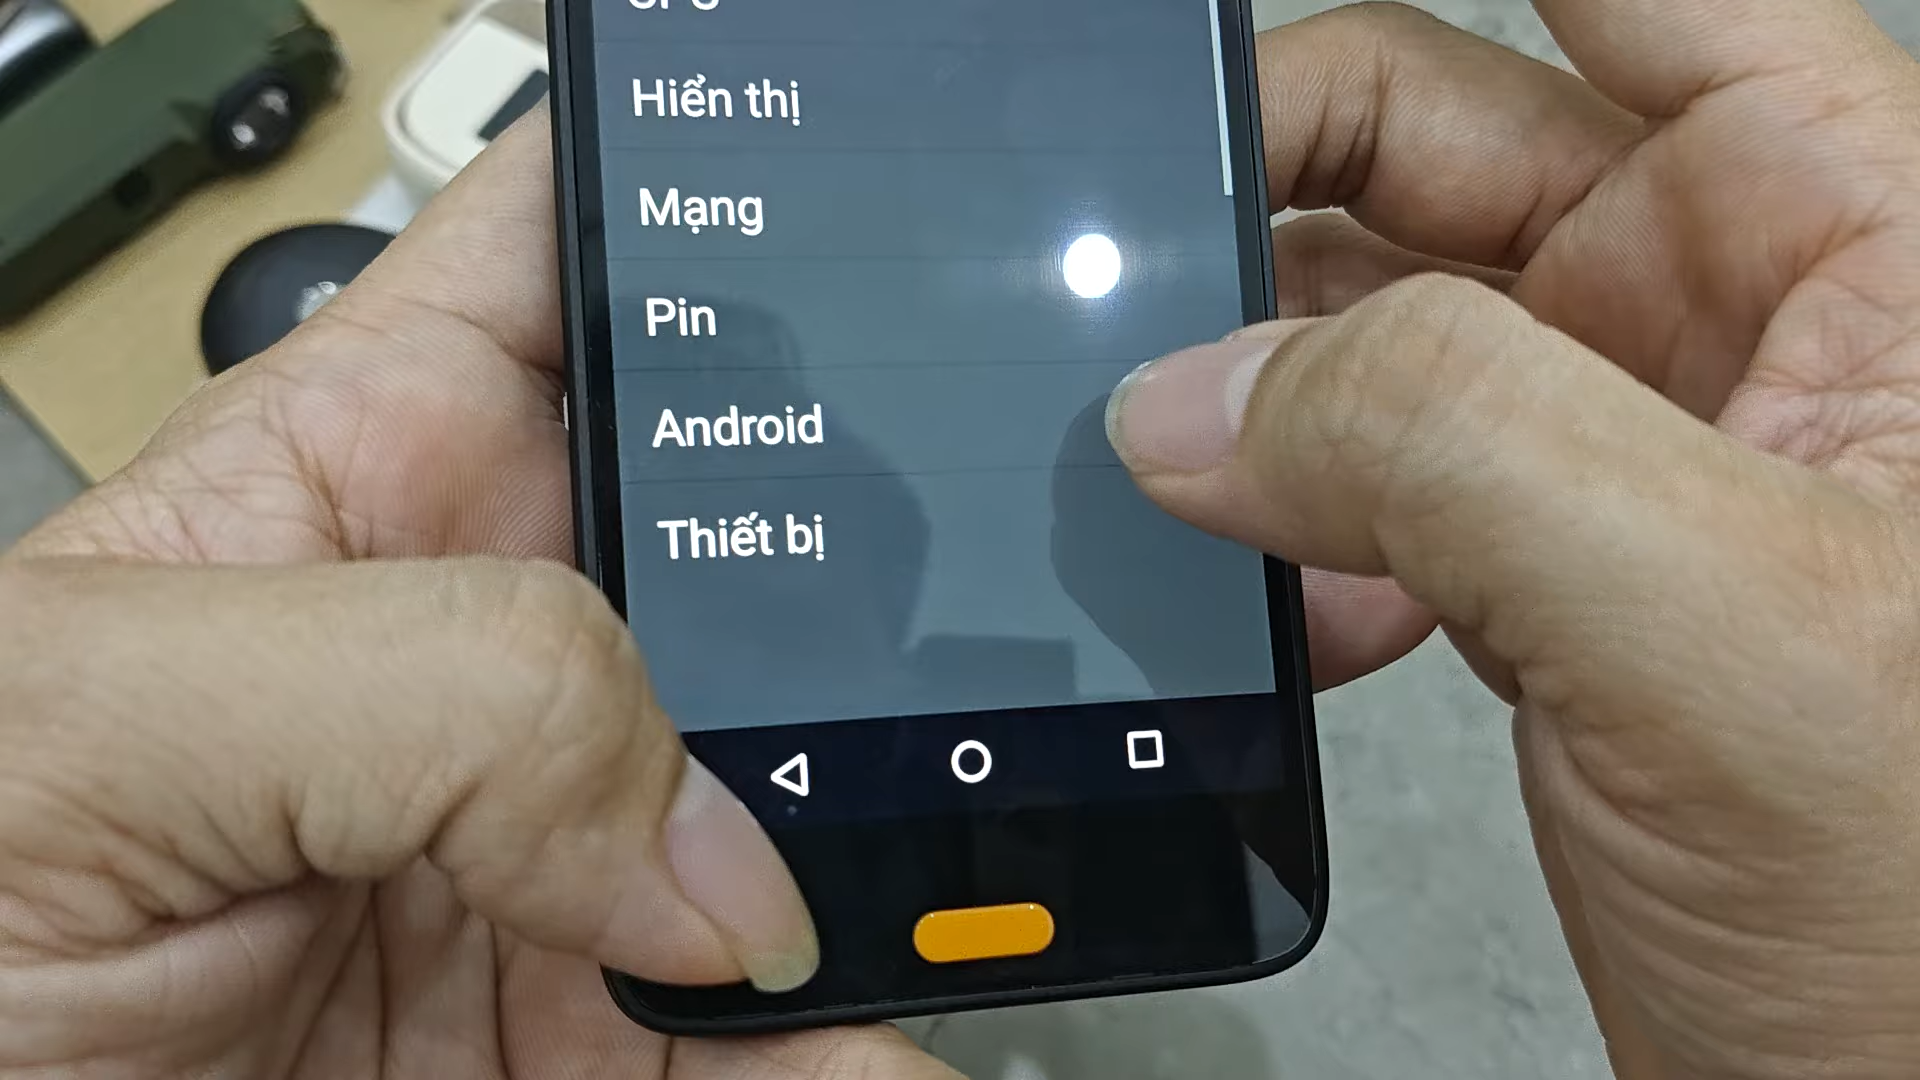 Hiển thị
Mạng
Pin
Android
Thiết bị